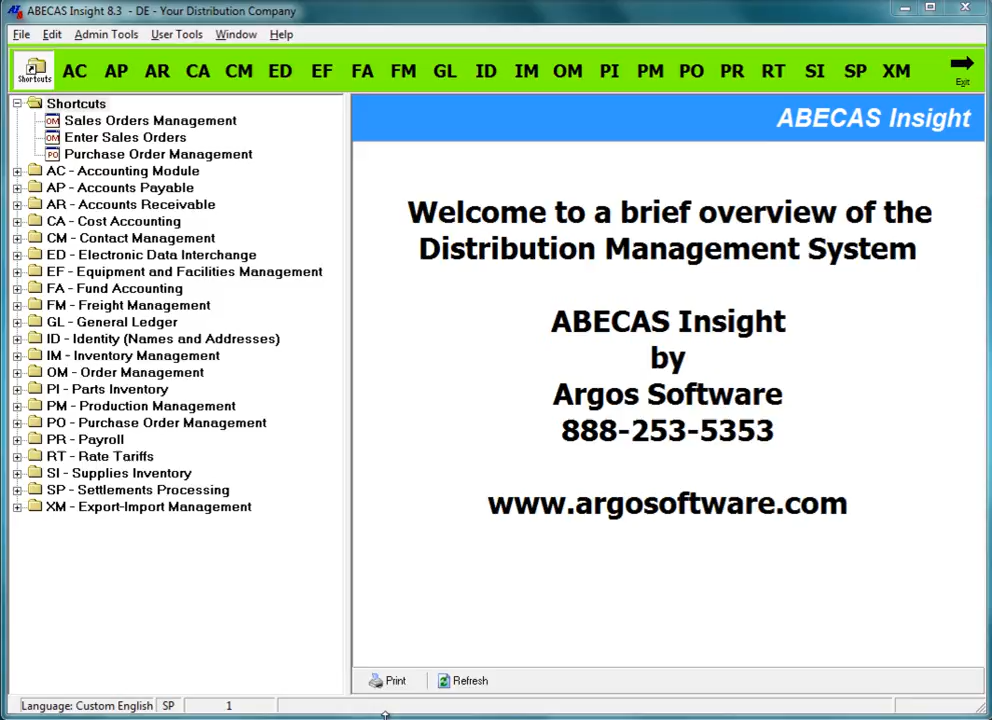 ABECAS Insight 8.3 - DE - Your Distribution Company
File Edit Admin Tools User Tools Window Help
Shortcuts AC AP AR CA CM ED EF FA FM GL ID IM OM PI PM PO PR RT SI SP XM Exit
Shortcuts
OM Sales Orders Management
OM Enter Sales Orders
PO Purchase Order Management
AC - Accounting Module
AP - Accounts Payable
AR - Accounts Receivable
CA - Cost Accounting
CM - Contact Management
ED - Electronic Data Interchange
EF - Equipment and Facilities Management
FA - Fund Accounting
FM - Freight Management
GL - General Ledger
ID - Identity (Names and Addresses)
IM - Inventory Management
OM - Order Management
PI - Parts Inventory
PM - Production Management
PO - Purchase Order Management
PR - Payroll
RT - Rate Tariffs
SI - Supplies Inventory
SP - Settlements Processing
XM - Export-Import Management
ABECAS Insight
Welcome to a brief overview of the
Distribution Management System
ABECAS Insight
by
Argos Software
888-253-5353
www.argosoftware.com
Print Refresh
Language: Custom English SP 1